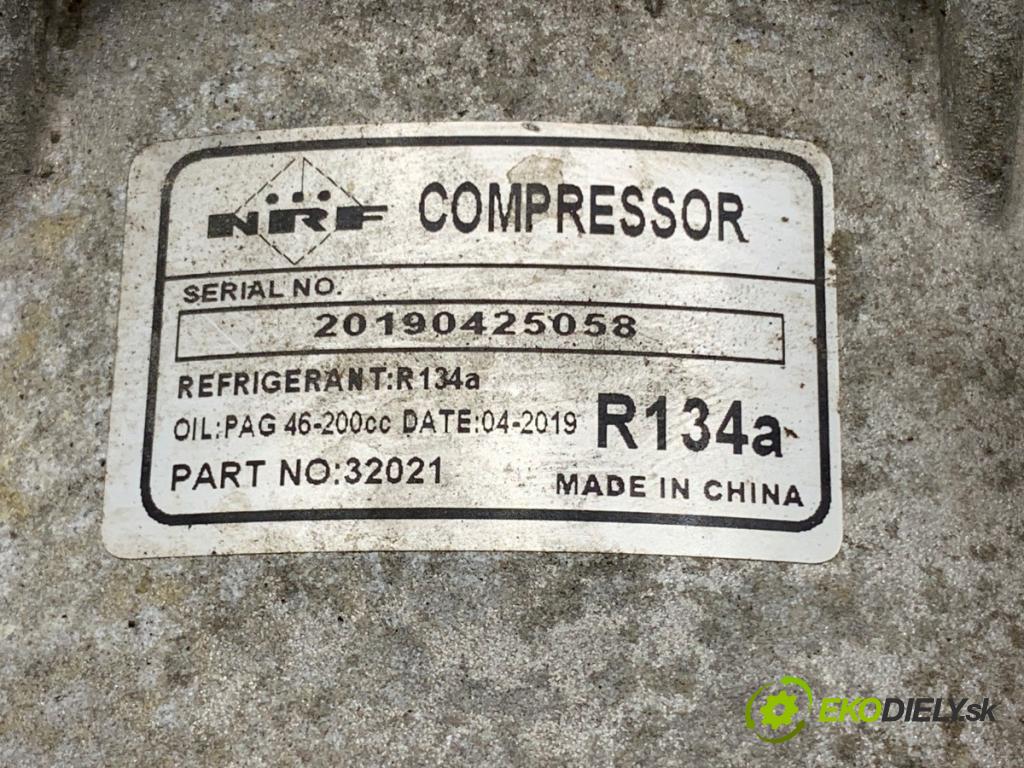 NRF COMPRESSOR
SERIAL NO.
20190425058
REFRIGERANT:R134a
OIL:PAG 46-200cc DATE:04-2019 R134a
PART NO:32021 MADE IN CHINA
EKODIELY.sk